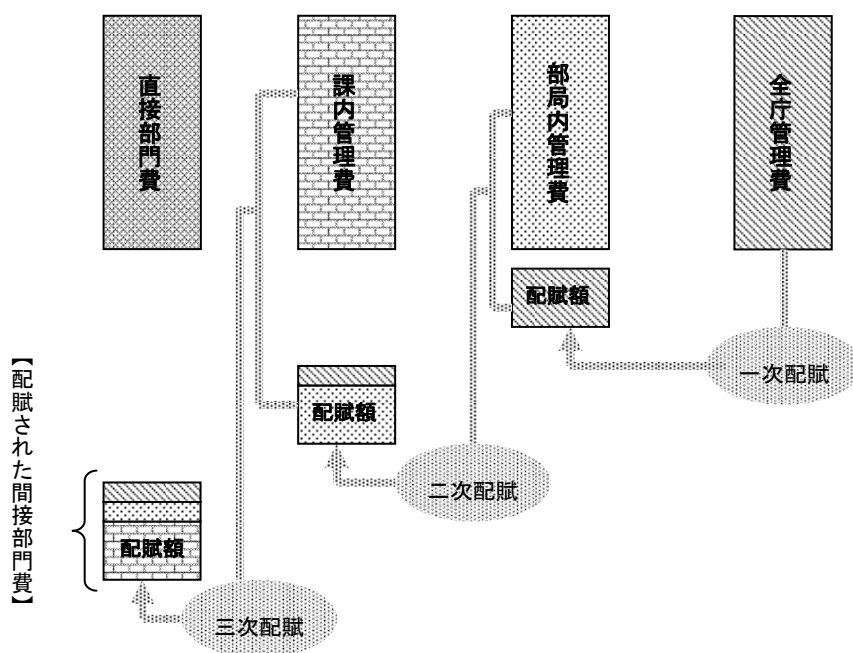 直接部門費
課内管理費
部局内管理費
全庁管理費
配賦額
一次配賦
配賦額
二次配賦
【配賦された間接部門費】
配賦額
三次配賦